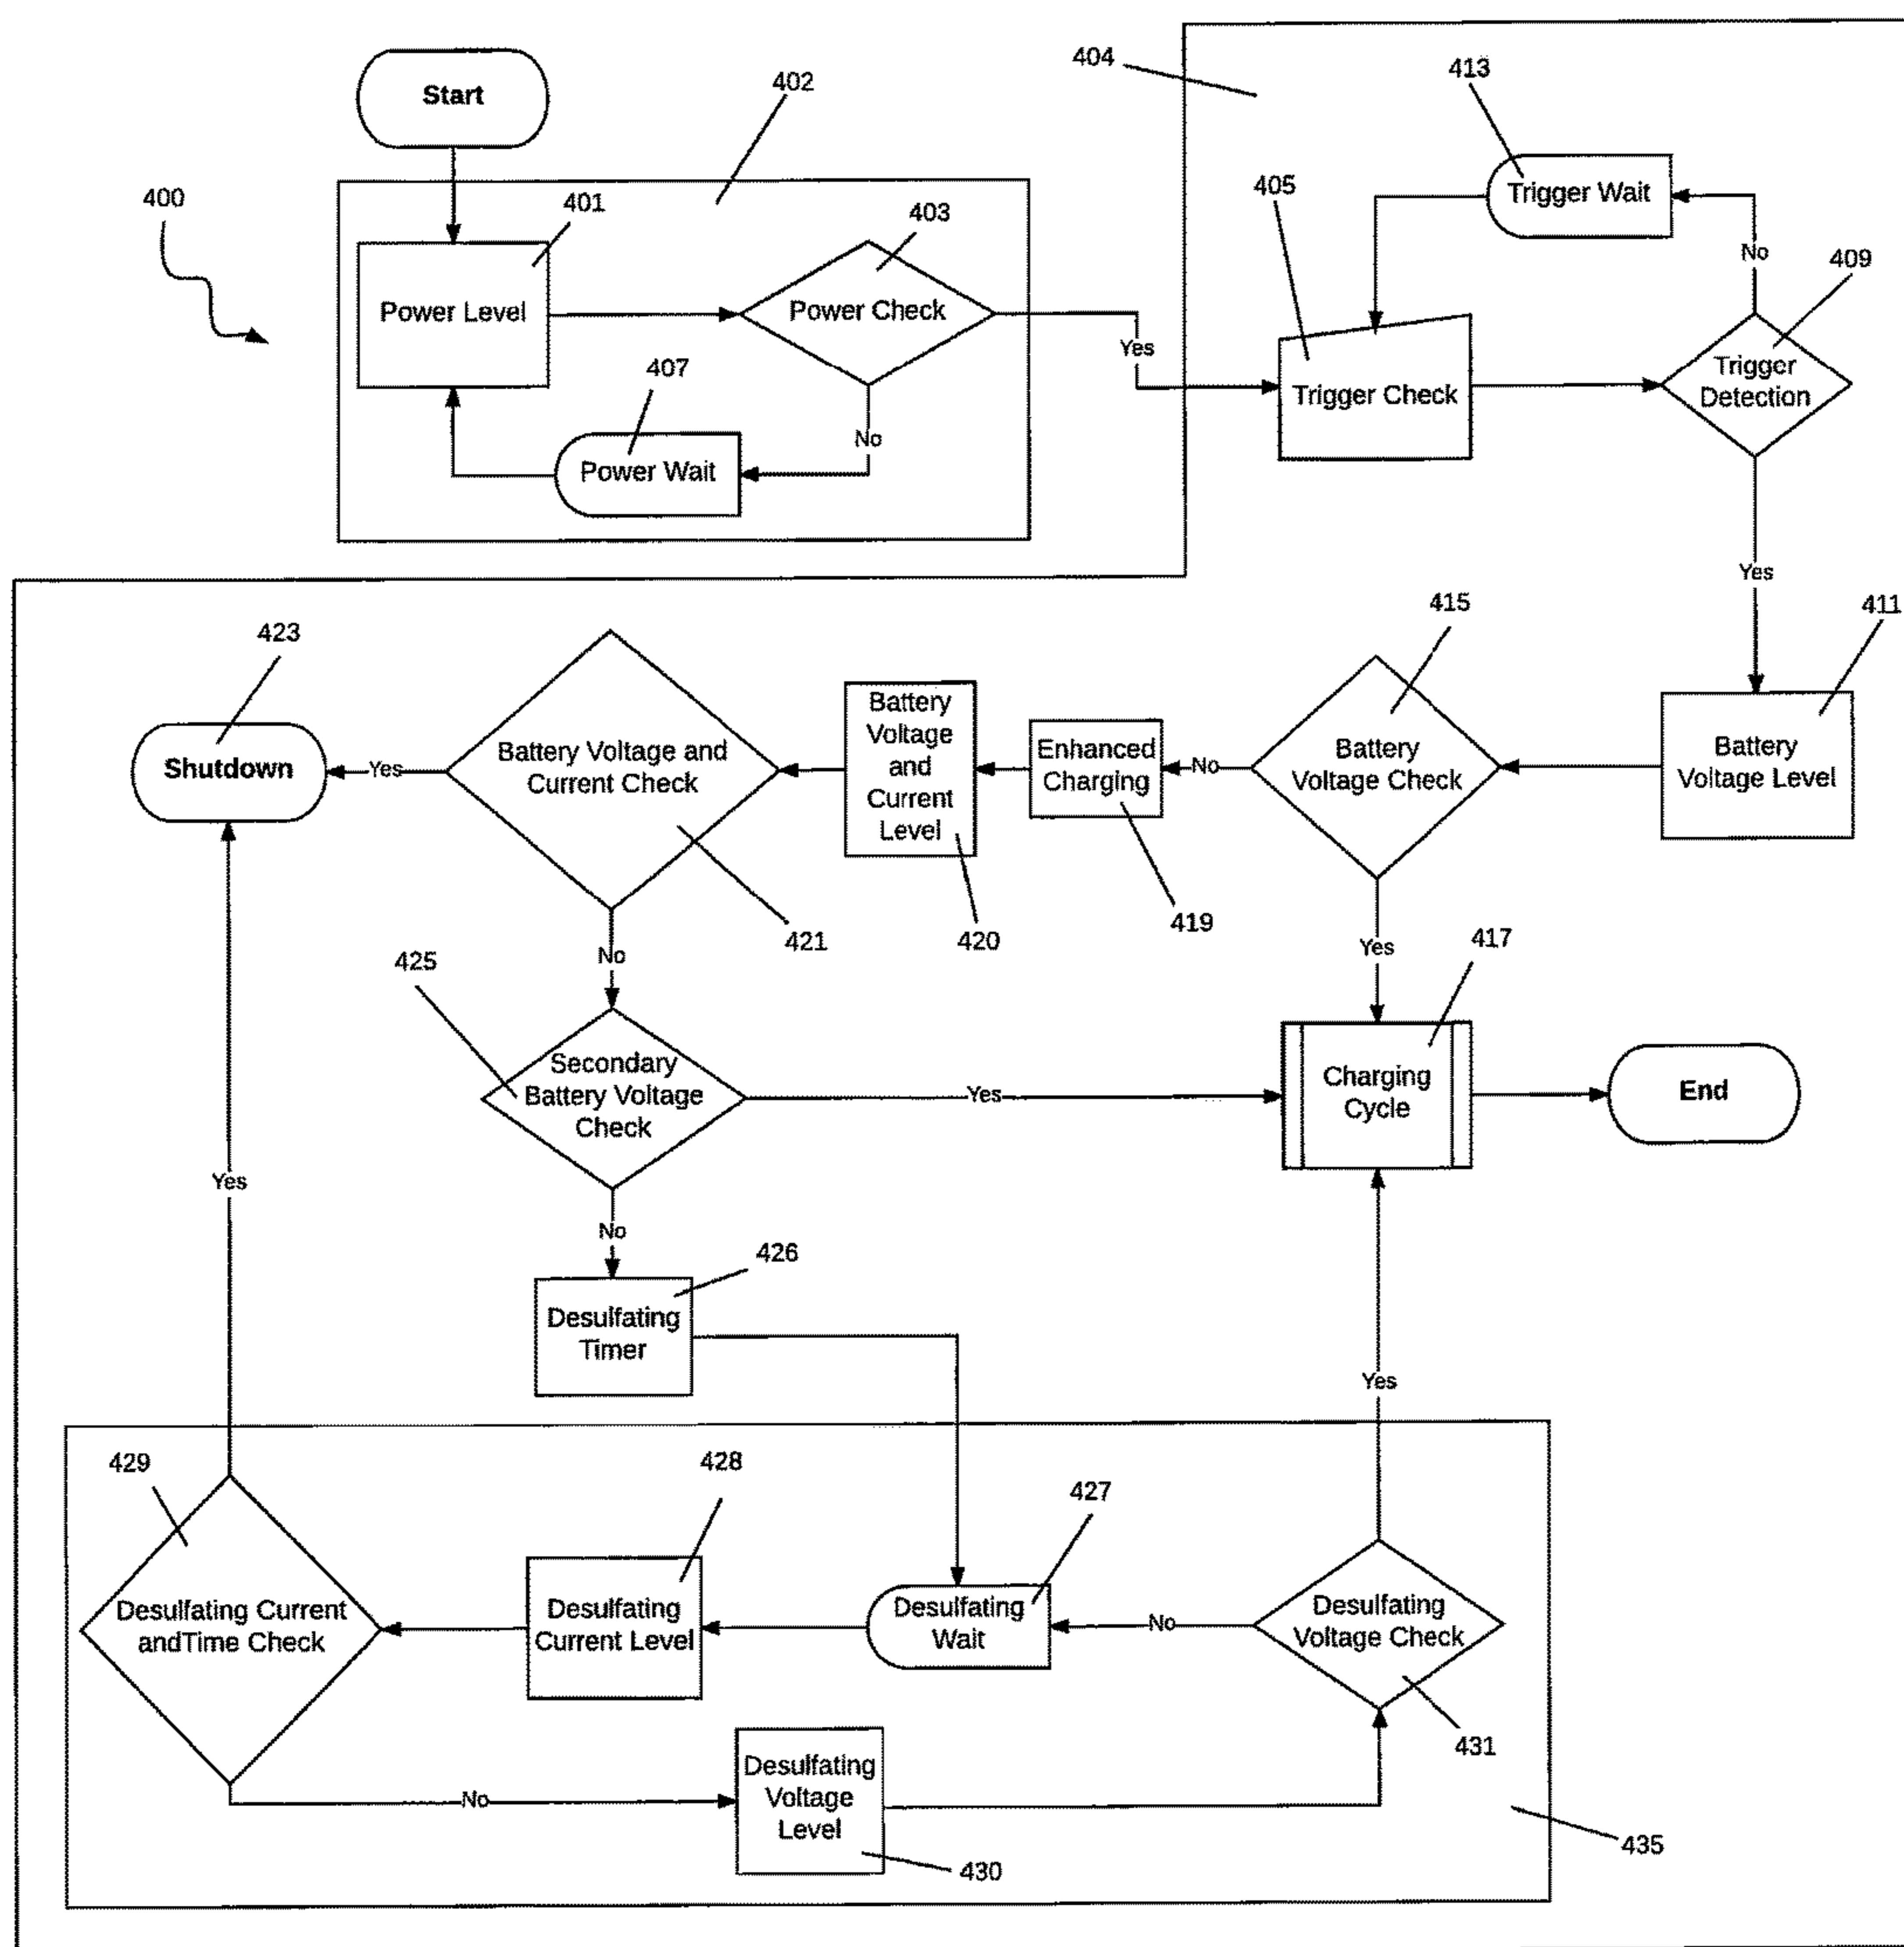 404
413
402
Start
400
401
403
405
Trigger Wait
409
No
Power Level
Power Check
Yes
407
Trigger
Detection
Trigger Check
No
Power Wait
Yes
423
415
411
Shutdown
Yes
Battery Voltage and
Current Check
Battery
Voltage
and
Current
Level
Enhanced
Charging
No
Battery
Voltage Check
Battery
Voltage Level
421
420
419
417
No
Yes
425
Secondary
Battery Voltage
Check
Yes
Charging
Cycle
End
Yes
No
426
Desulfating
Timer
Yes
429
428
427
Desulfating Current
andTime Check
Desulfating
Current Level
Desulfating
Wait
No
Desulfating
Voltage Check
431
No
Desulfating
Voltage
Level
430
435